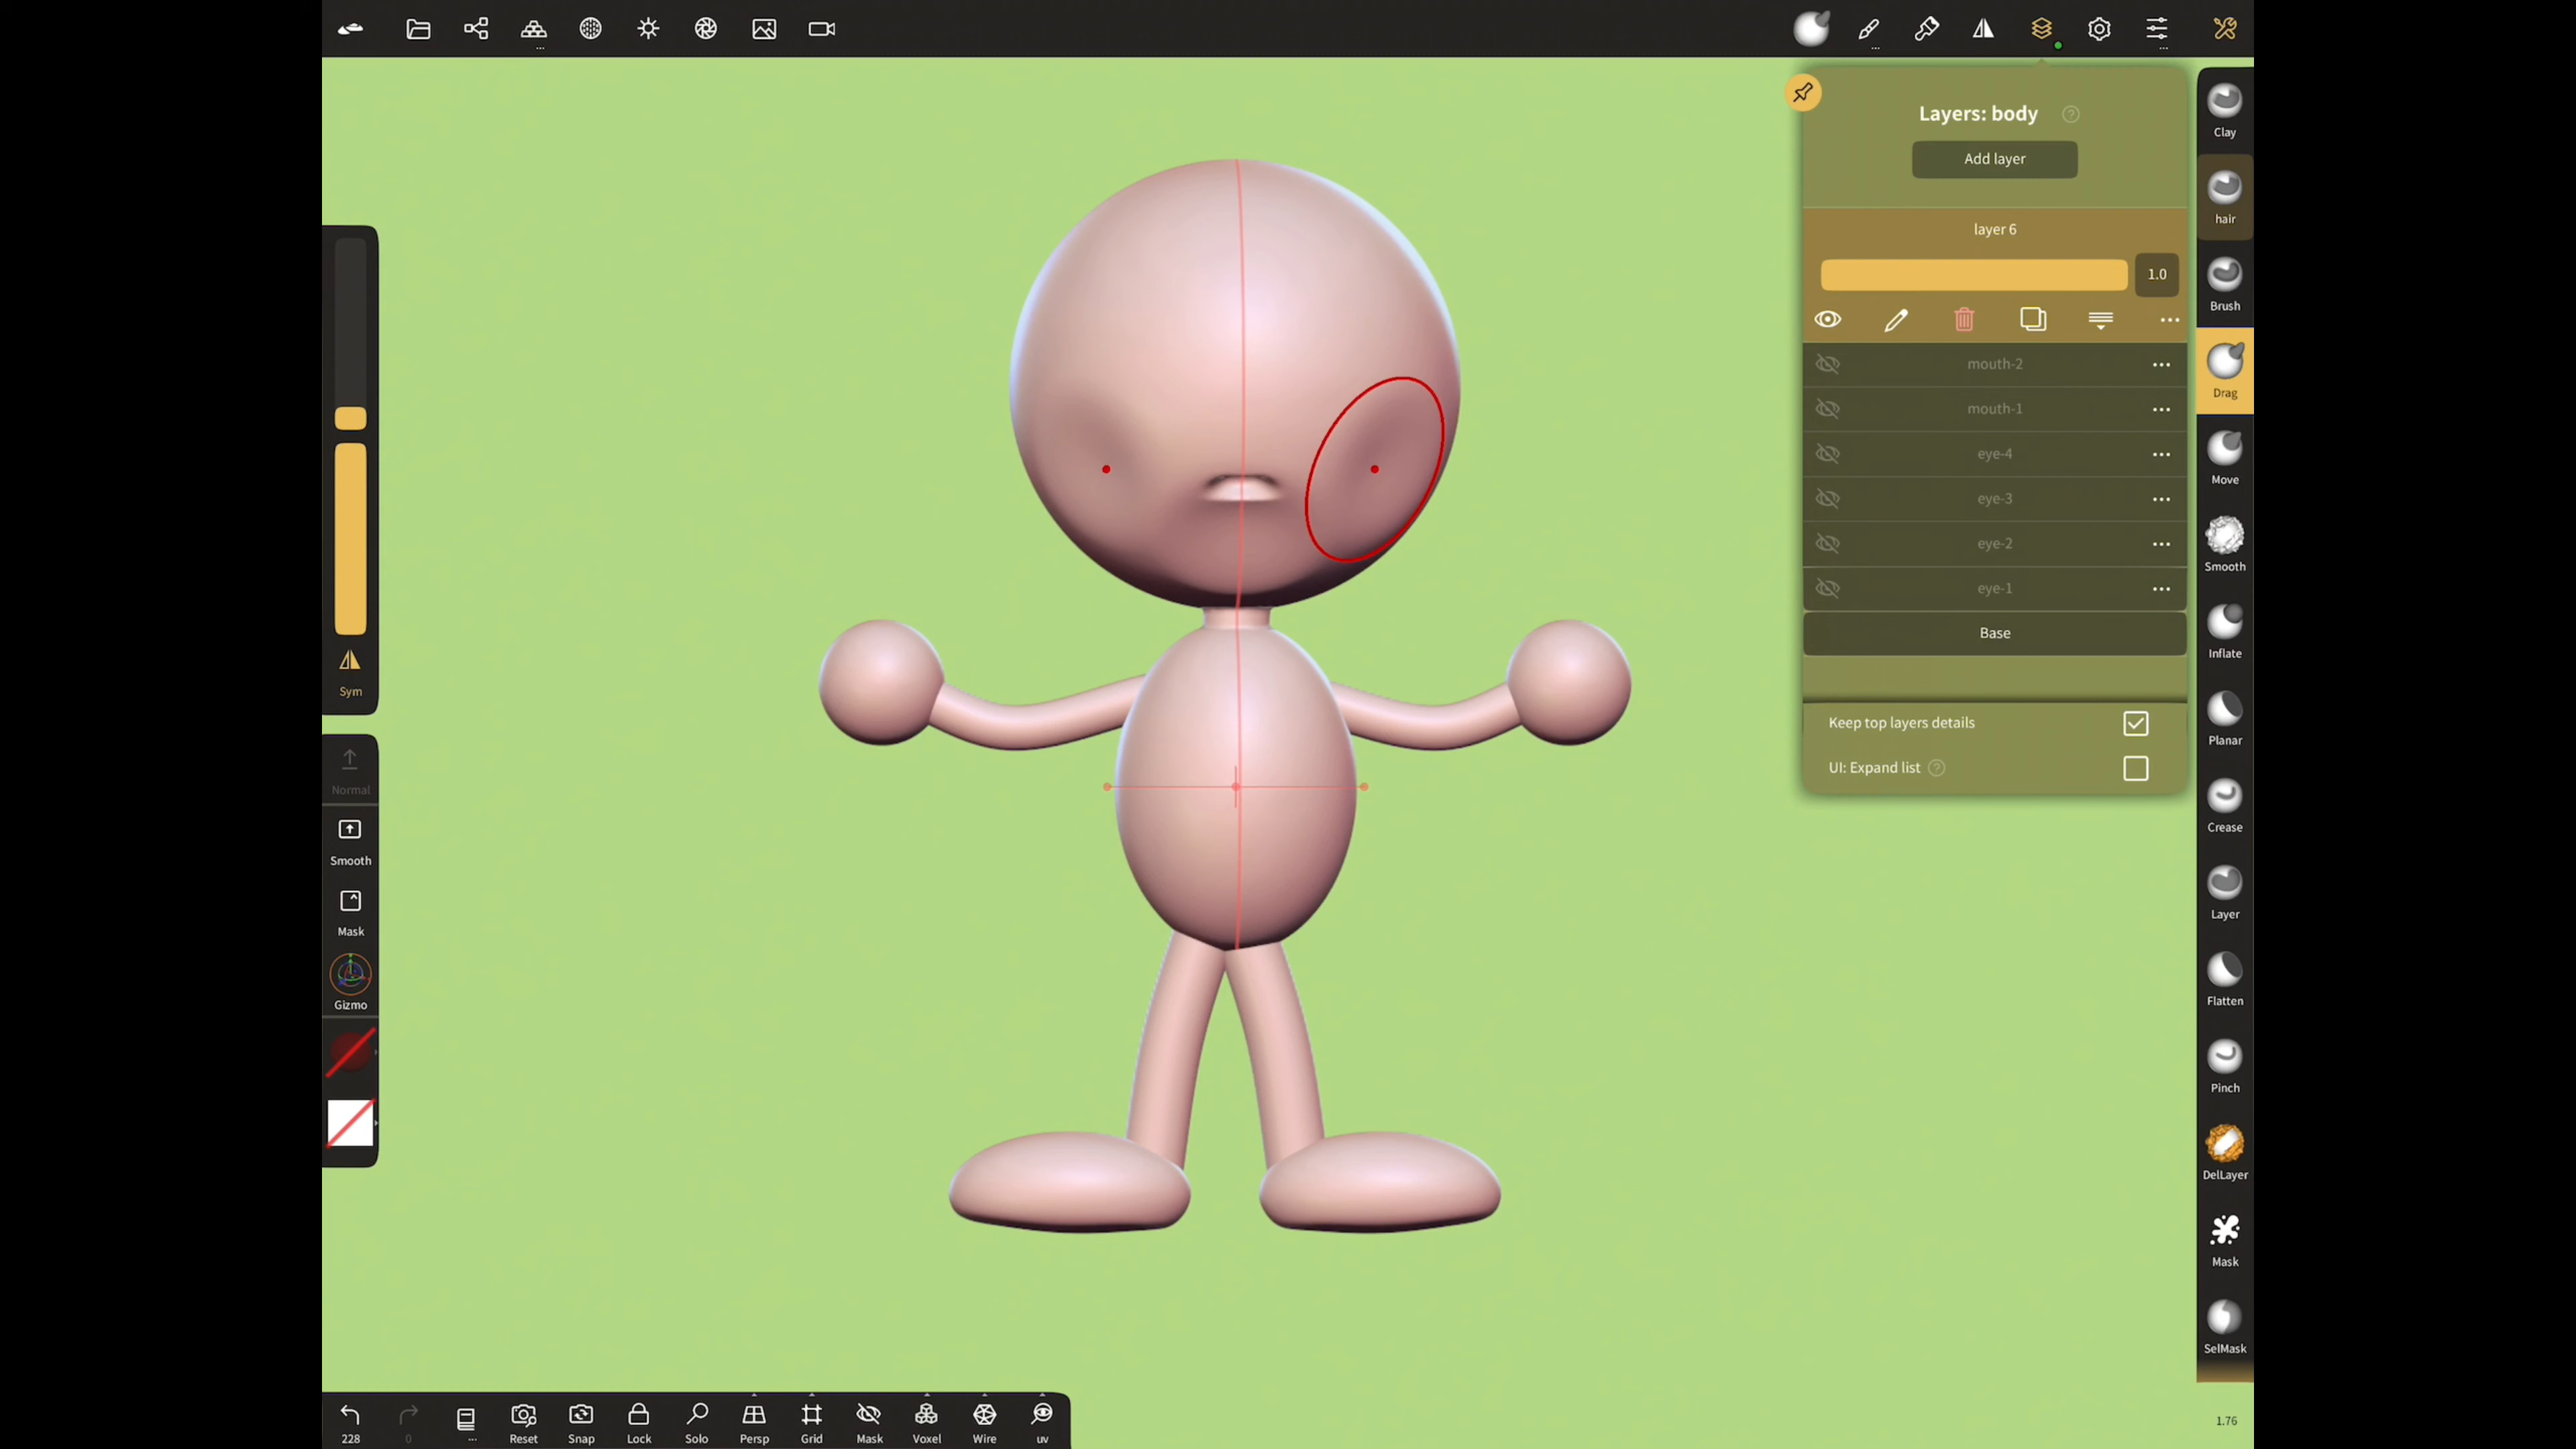 Layers: body
Add layer
layer 6
1.0
mouth-2
mouth-1
eye-4
eye-3
eye-2
eye-1
Base
Keep top layers details
UI: Expand list
Clay
hair
Brush
Drag
Move
Smooth
Inflate
Planar
Crease
Layer
Flatten
Pinch
DelLayer
Mask
SelMask
Sym
Normal
Smooth
Mask
Gizmo
228
0
Reset
Snap
Lock
Solo
Persp
Grid
Mask
Voxel
Wire
uv
1.76